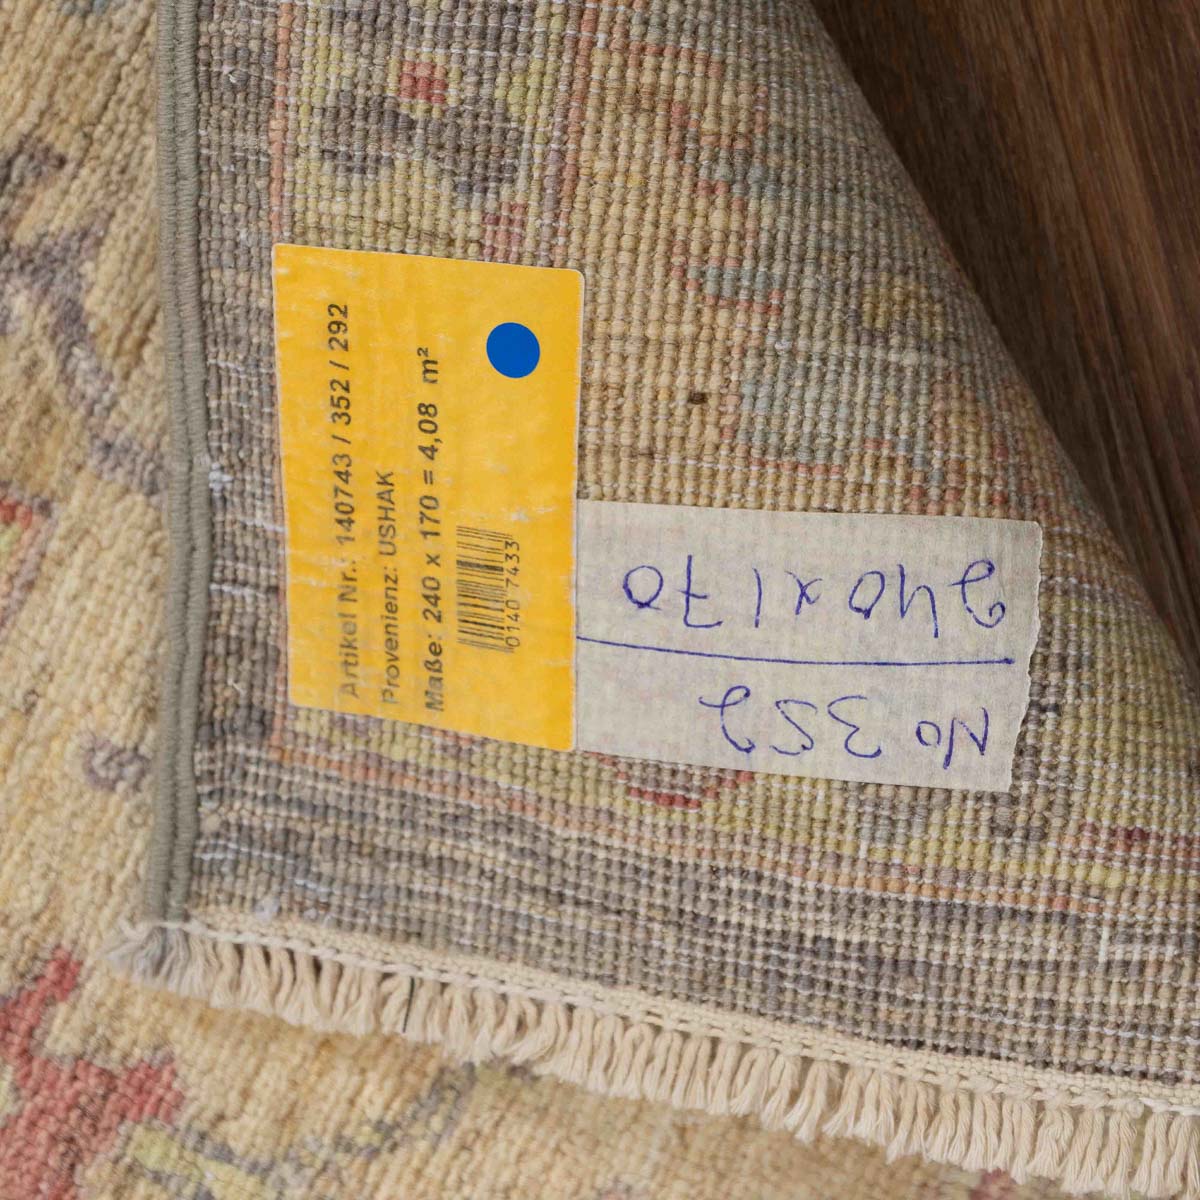 Artikel Nr.: 140743 / 352 / 292
Provenienz: USHAK
Maße: 240 x 170 = 4,08 m²
0140 7433
No 352
240x170